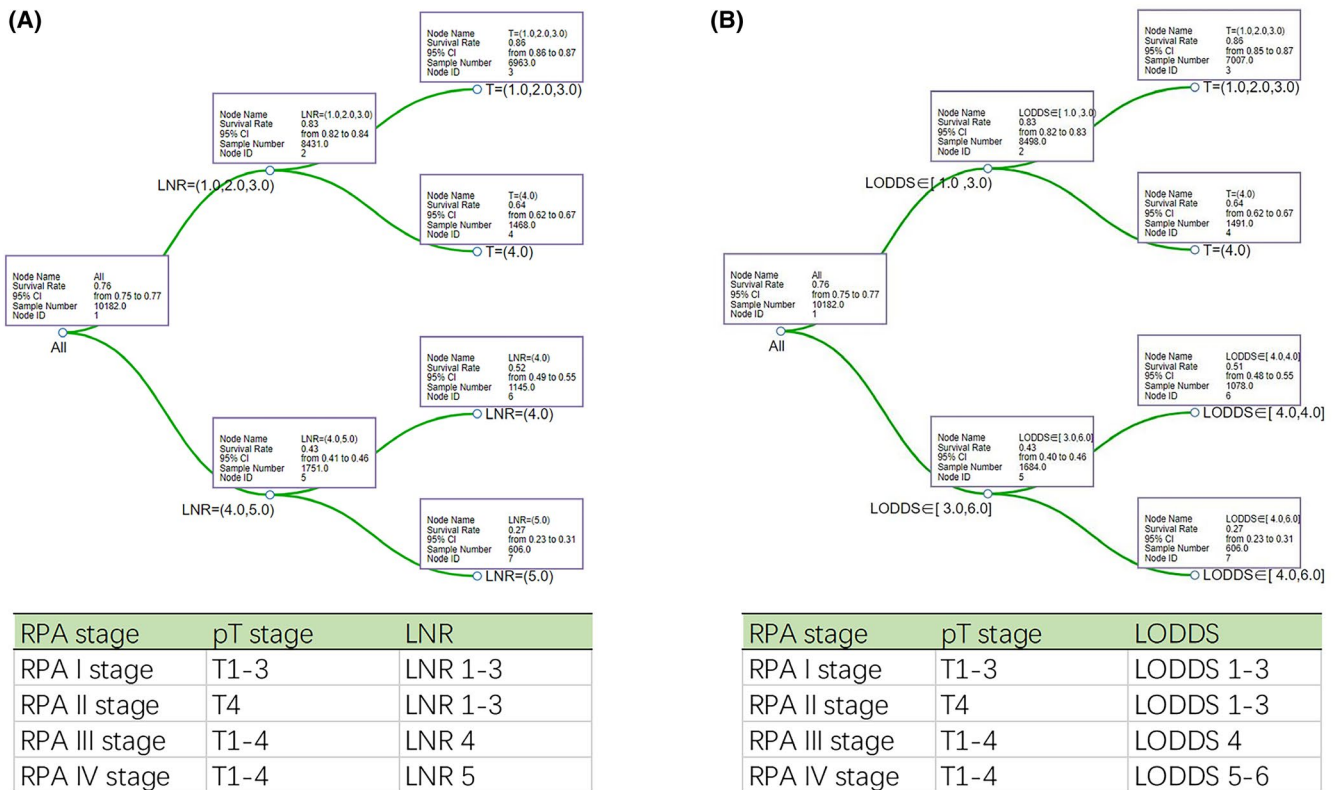 (A)
Node Name T=(1.0,2.0,3.0)
Survival Rate 0.86
95% CI from 0.86 to 0.87
Sample Number 6963.0
Node ID 3
T=(1.0,2.0,3.0)
Node Name LNR=(1.0,2.0,3.0)
Survival Rate 0.83
95% CI from 0.82 to 0.84
Sample Number 8431.0
Node ID 2
LNR=(1.0,2.0,3.0)
Node Name T=(4.0)
Survival Rate 0.64
95% CI from 0.62 to 0.67
Sample Number 1468.0
Node ID 4
T=(4.0)
Node Name All
Survival Rate 0.76
95% CI from 0.75 to 0.77
Sample Number 10182.0
Node ID 1
All
Node Name LNR=(4.0)
Survival Rate 0.52
95% CI from 0.49 to 0.55
Sample Number 1145.0
Node ID 6
LNR=(4.0)
Node Name LNR=(4.0,5.0)
Survival Rate 0.43
95% CI from 0.41 to 0.46
Sample Number 1751.0
Node ID 5
LNR=(4.0,5.0)
Node Name LNR=(5.0)
Survival Rate 0.27
95% CI from 0.23 to 0.31
Sample Number 606.0
Node ID 7
LNR=(5.0)
RPA stage pT stage LNR
RPA I stage T1-3 LNR 1-3
RPA II stage T4 LNR 1-3
RPA III stage T1-4 LNR 4
RPA IV stage T1-4 LNR 5
(B)
Node Name T=(1.0,2.0,3.0)
Survival Rate 0.86
95% CI from 0.85 to 0.87
Sample Number 7007.0
Node ID 3
T=(1.0,2.0,3.0)
Node Name LODDS∈[ 1.0 ,3.0)
Survival Rate 0.83
95% CI from 0.82 to 0.83
Sample Number 8498.0
Node ID 2
LODDS∈[ 1.0 ,3.0)
Node Name T=(4.0)
Survival Rate 0.64
95% CI from 0.62 to 0.67
Sample Number 1491.0
Node ID 4
T=(4.0)
Node Name All
Survival Rate 0.76
95% CI from 0.75 to 0.77
Sample Number 10182.0
Node ID 1
All
Node Name LODDS∈[ 4.0,4.0]
Survival Rate 0.51
95% CI from 0.48 to 0.55
Sample Number 1078.0
Node ID 6
LODDS∈[ 4.0,4.0]
Node Name LODDS∈[ 3.0,6.0]
Survival Rate 0.43
95% CI from 0.40 to 0.46
Sample Number 1684.0
Node ID 5
LODDS∈[ 3.0,6.0]
Node Name LODDS∈[ 4.0,6.0]
Survival Rate 0.27
95% CI from 0.23 to 0.31
Sample Number 606.0
Node ID 7
LODDS∈[ 4.0,6.0]
RPA stage pT stage LODDS
RPA I stage T1-3 LODDS 1-3
RPA II stage T4 LODDS 1-3
RPA III stage T1-4 LODDS 4
RPA IV stage T1-4 LODDS 5-6